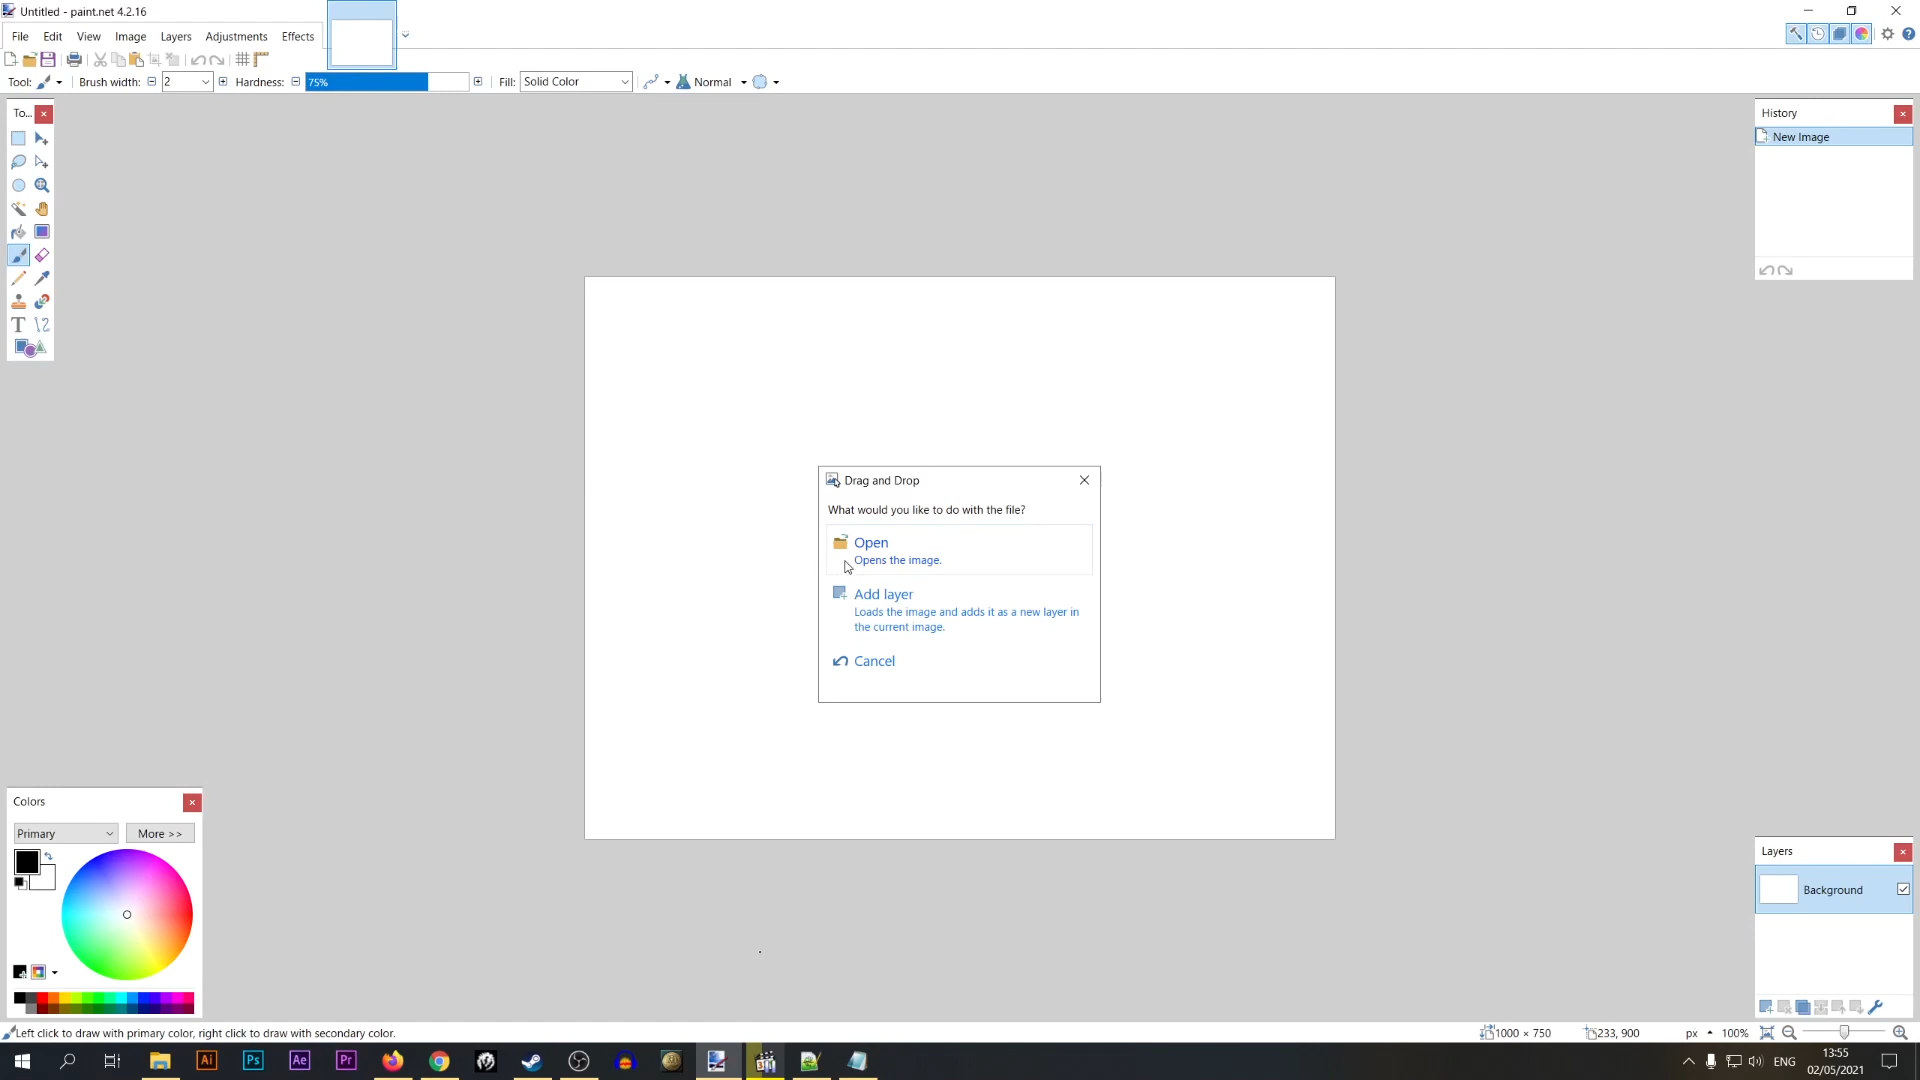 Untitled - paint.net 4.2.16
File Edit View Image Layers Adjustments Effects
Tool: Brush width: 2 Hardness: 75% Fill: Solid Color Normal
To...
History
New Image
Drag and Drop
What would you like to do with the file?
Open
Opens the image.
Add layer
Loads the image and adds it as a new layer in
the current image.
Cancel
Colors
Primary More >>
Layers
Background
Left click to draw with primary color, right click to draw with secondary color. 1000 × 750 233, 900 px 100%
Ai Ps Ae Pr ENG 13:55
02/05/2021